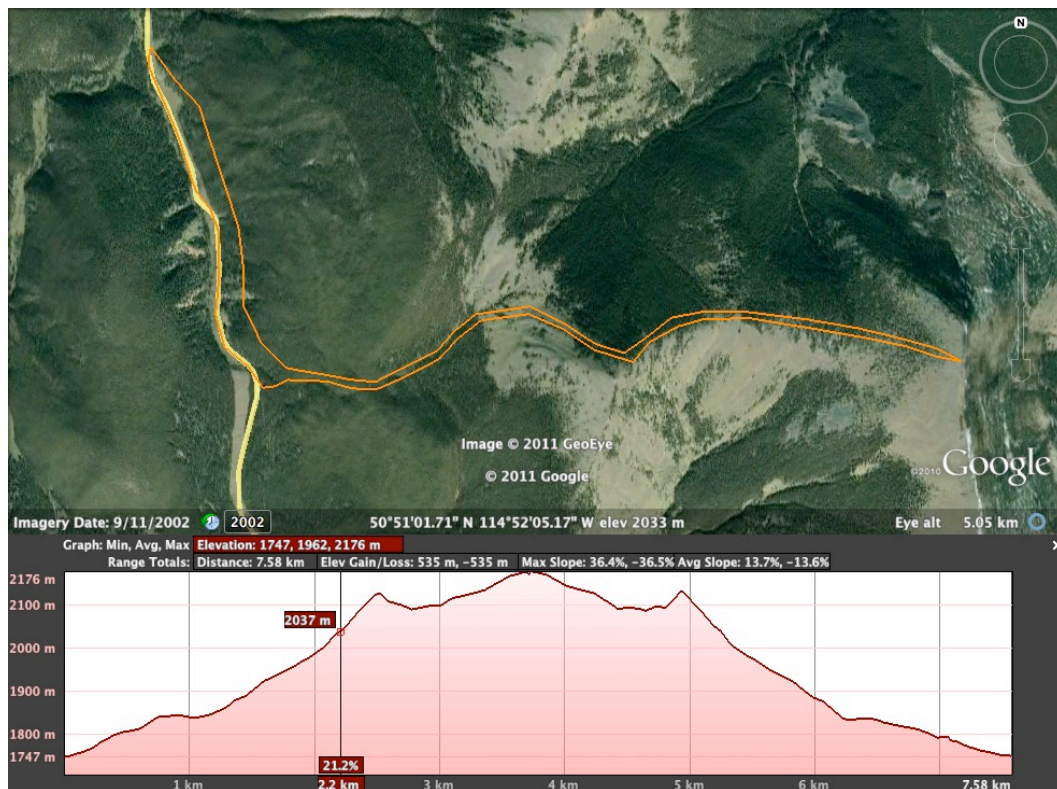 N
Image © 2011 GeoEye
© 2011 Google
©2010 Google
Imagery Date: 9/11/2002 2002 50°51'01.71" N 114°52'05.17" W elev 2033 m Eye alt 5.05 km
Graph: Min, Avg, Max Elevation: 1747, 1962, 2176 m
Range Totals: Distance: 7.58 km Elev Gain/Loss: 535 m, -535 m Max Slope: 36.4%, -36.5% Avg Slope: 13.7%, -13.6%
2176 m
2100 m
2037 m
2000 m
1900 m
1800 m
1747 m
21.2%
1 km 2.2 km 3 km 4 km 5 km 6 km 7.58 km